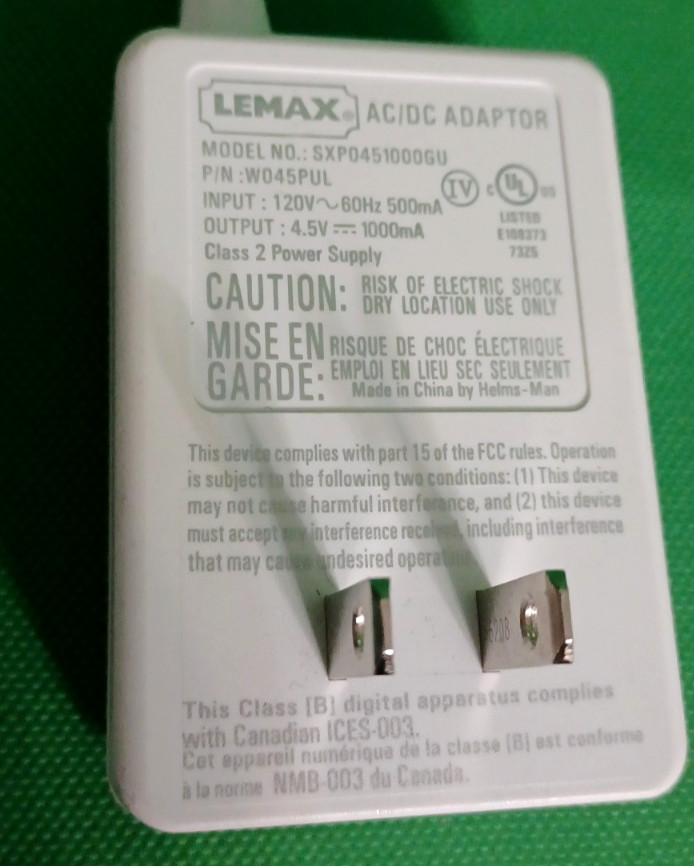 LEMAX® AC/DC ADAPTOR
MODEL NO.: SXP0451000GU
P/N :W045PUL
INPUT : 120V～60Hz 500mA
OUTPUT : 4.5V ⎓ 1000mA
Class 2 Power Supply
IV
c UL us
LISTED
E188373
7325
CAUTION: RISK OF ELECTRIC SHOCK
DRY LOCATION USE ONLY
MISE EN GARDE: RISQUE DE CHOC ÉLECTRIQUE
EMPLOI EN LIEU SEC SEULEMENT
Made in China by Helms-Man
This device complies with part 15 of the FCC rules. Operation
is subject to the following two conditions: (1) This device
may not cause harmful interference, and (2) this device
must accept any interference received, including interference
that may cause undesired operation.
This Class [B] digital apparatus complies
with Canadian ICES-003.
Cet appareil numérique de la classe [B] est conforme
à la norme NMB-003 du Canada.